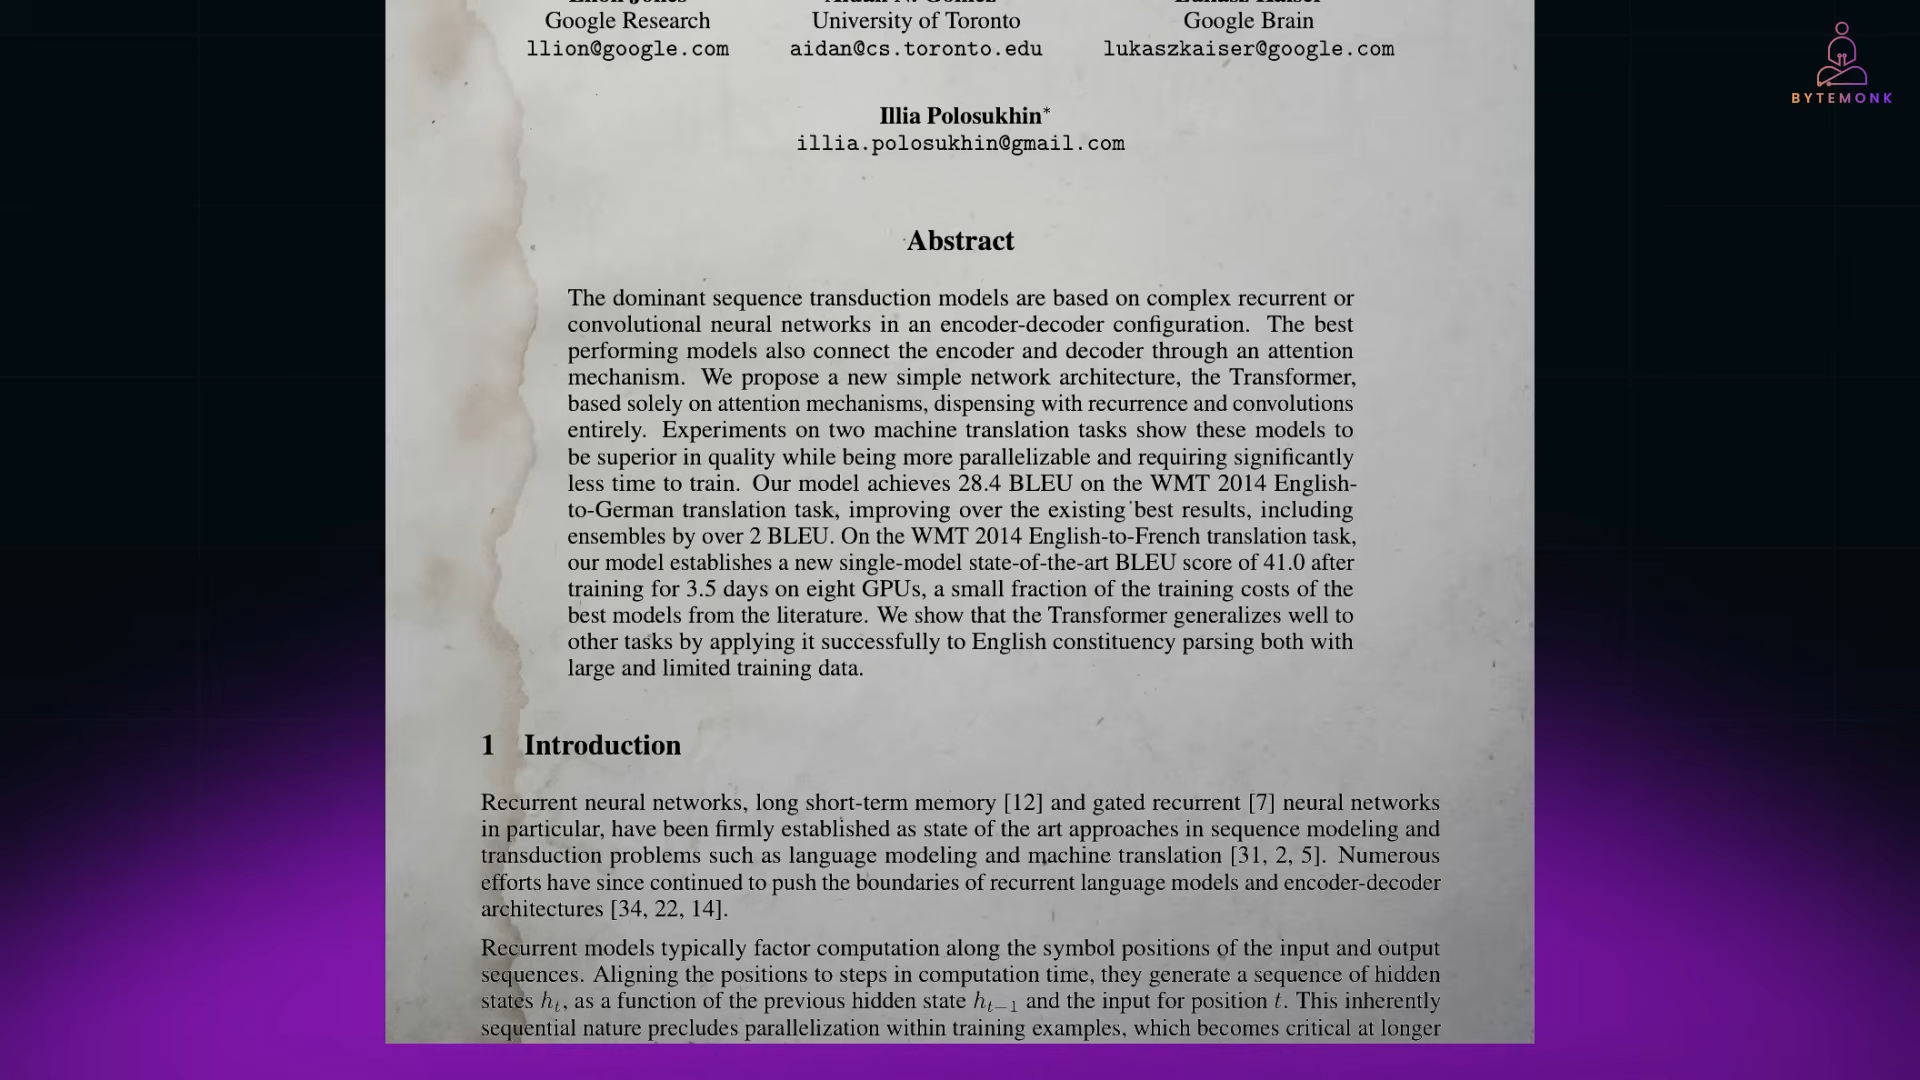 Google Research
University of Toronto
Google Brain
llion@google.com
aidan@cs.toronto.edu
lukaszkaiser@google.com
Illia Polosukhin*
illia.polosukhin@gmail.com
Abstract
The dominant sequence transduction models are based on complex recurrent or
convolutional neural networks in an encoder-decoder configuration. The best
performing models also connect the encoder and decoder through an attention
mechanism. We propose a new simple network architecture, the Transformer,
based solely on attention mechanisms, dispensing with recurrence and convolutions
entirely. Experiments on two machine translation tasks show these models to
be superior in quality while being more parallelizable and requiring significantly
less time to train. Our model achieves 28.4 BLEU on the WMT 2014 English-
to-German translation task, improving over the existing best results, including
ensembles by over 2 BLEU. On the WMT 2014 English-to-French translation task,
our model establishes a new single-model state-of-the-art BLEU score of 41.0 after
training for 3.5 days on eight GPUs, a small fraction of the training costs of the
best models from the literature. We show that the Transformer generalizes well to
other tasks by applying it successfully to English constituency parsing both with
large and limited training data.
1 Introduction
Recurrent neural networks, long short-term memory [12] and gated recurrent [7] neural networks
in particular, have been firmly established as state of the art approaches in sequence modeling and
transduction problems such as language modeling and machine translation [31, 2, 5]. Numerous
efforts have since continued to push the boundaries of recurrent language models and encoder-decoder
architectures [34, 22, 14].
Recurrent models typically factor computation along the symbol positions of the input and output
sequences. Aligning the positions to steps in computation time, they generate a sequence of hidden
states hₜ, as a function of the previous hidden state hₜ₋₁ and the input for position t. This inherently
sequential nature precludes parallelization within training examples, which becomes critical at longer
BYTEMONK